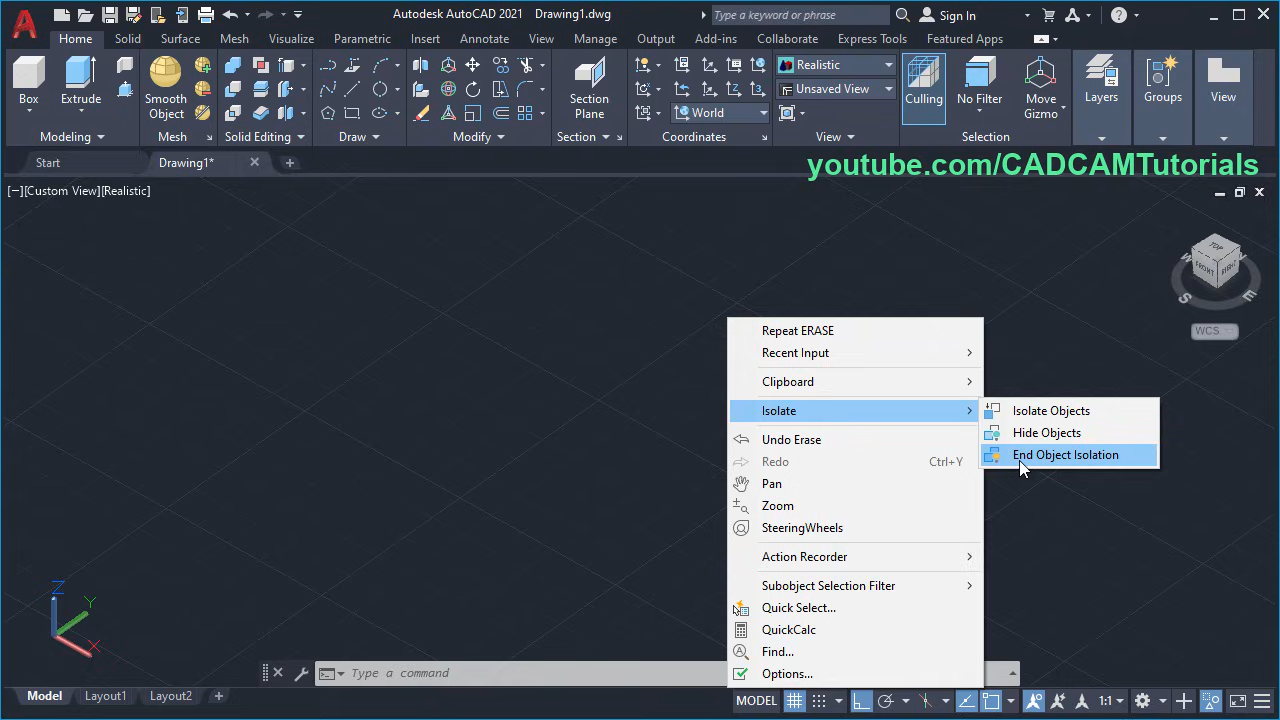 Autodesk AutoCAD 2021 Drawing1.dwg
Type a keyword or phrase
Sign In
Home Solid Surface Mesh Visualize Parametric Insert Annotate View Manage Output Add-ins Collaborate Express Tools Featured Apps
Box
Extrude
Smooth
Object
Section
Plane
Realistic
Unsaved View
World
Culling
No Filter
Move
Gizmo
Layers
Groups
View
Modeling
Mesh
Solid Editing
Draw
Modify
Section
Coordinates
View
Selection
Start
Drawing1*
youtube.com/CADCAMTutorials
[−][Custom View][Realistic]
TOP
FRONT
RIGHT
W
Y
S
E
WCS
Repeat ERASE
Recent Input
Clipboard
Isolate
Isolate Objects
Hide Objects
End Object Isolation
Undo Erase
Redo Ctrl+Y
Pan
Zoom
SteeringWheels
Action Recorder
Subobject Selection Filter
Quick Select...
QuickCalc
Find...
Options...
Z
Y
X
Type a command
Model Layout1 Layout2
MODEL
1:1